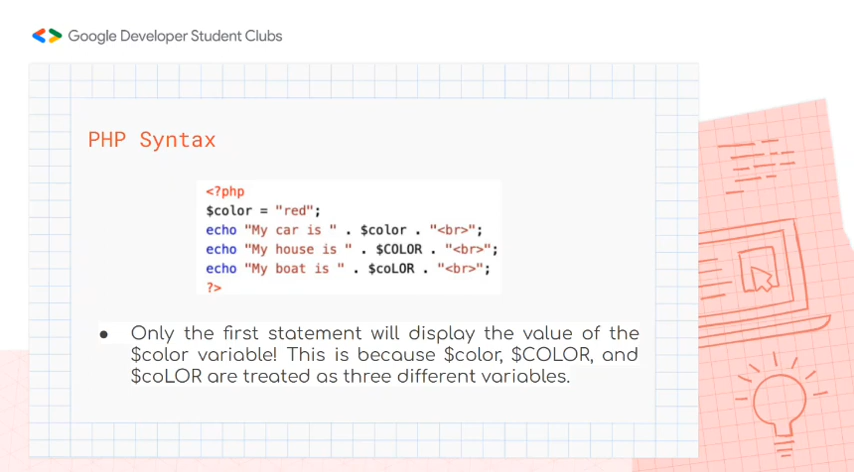 Google Developer Student Clubs
PHP Syntax
<?php
$color = "red";
echo "My car is " . $color . "<br>";
echo "My house is " . $COLOR . "<br>";
echo "My boat is " . $coLOR . "<br>";
?>
● Only the first statement will display the value of the
$color variable! This is because $color, $COLOR, and
$coLOR are treated as three different variables.